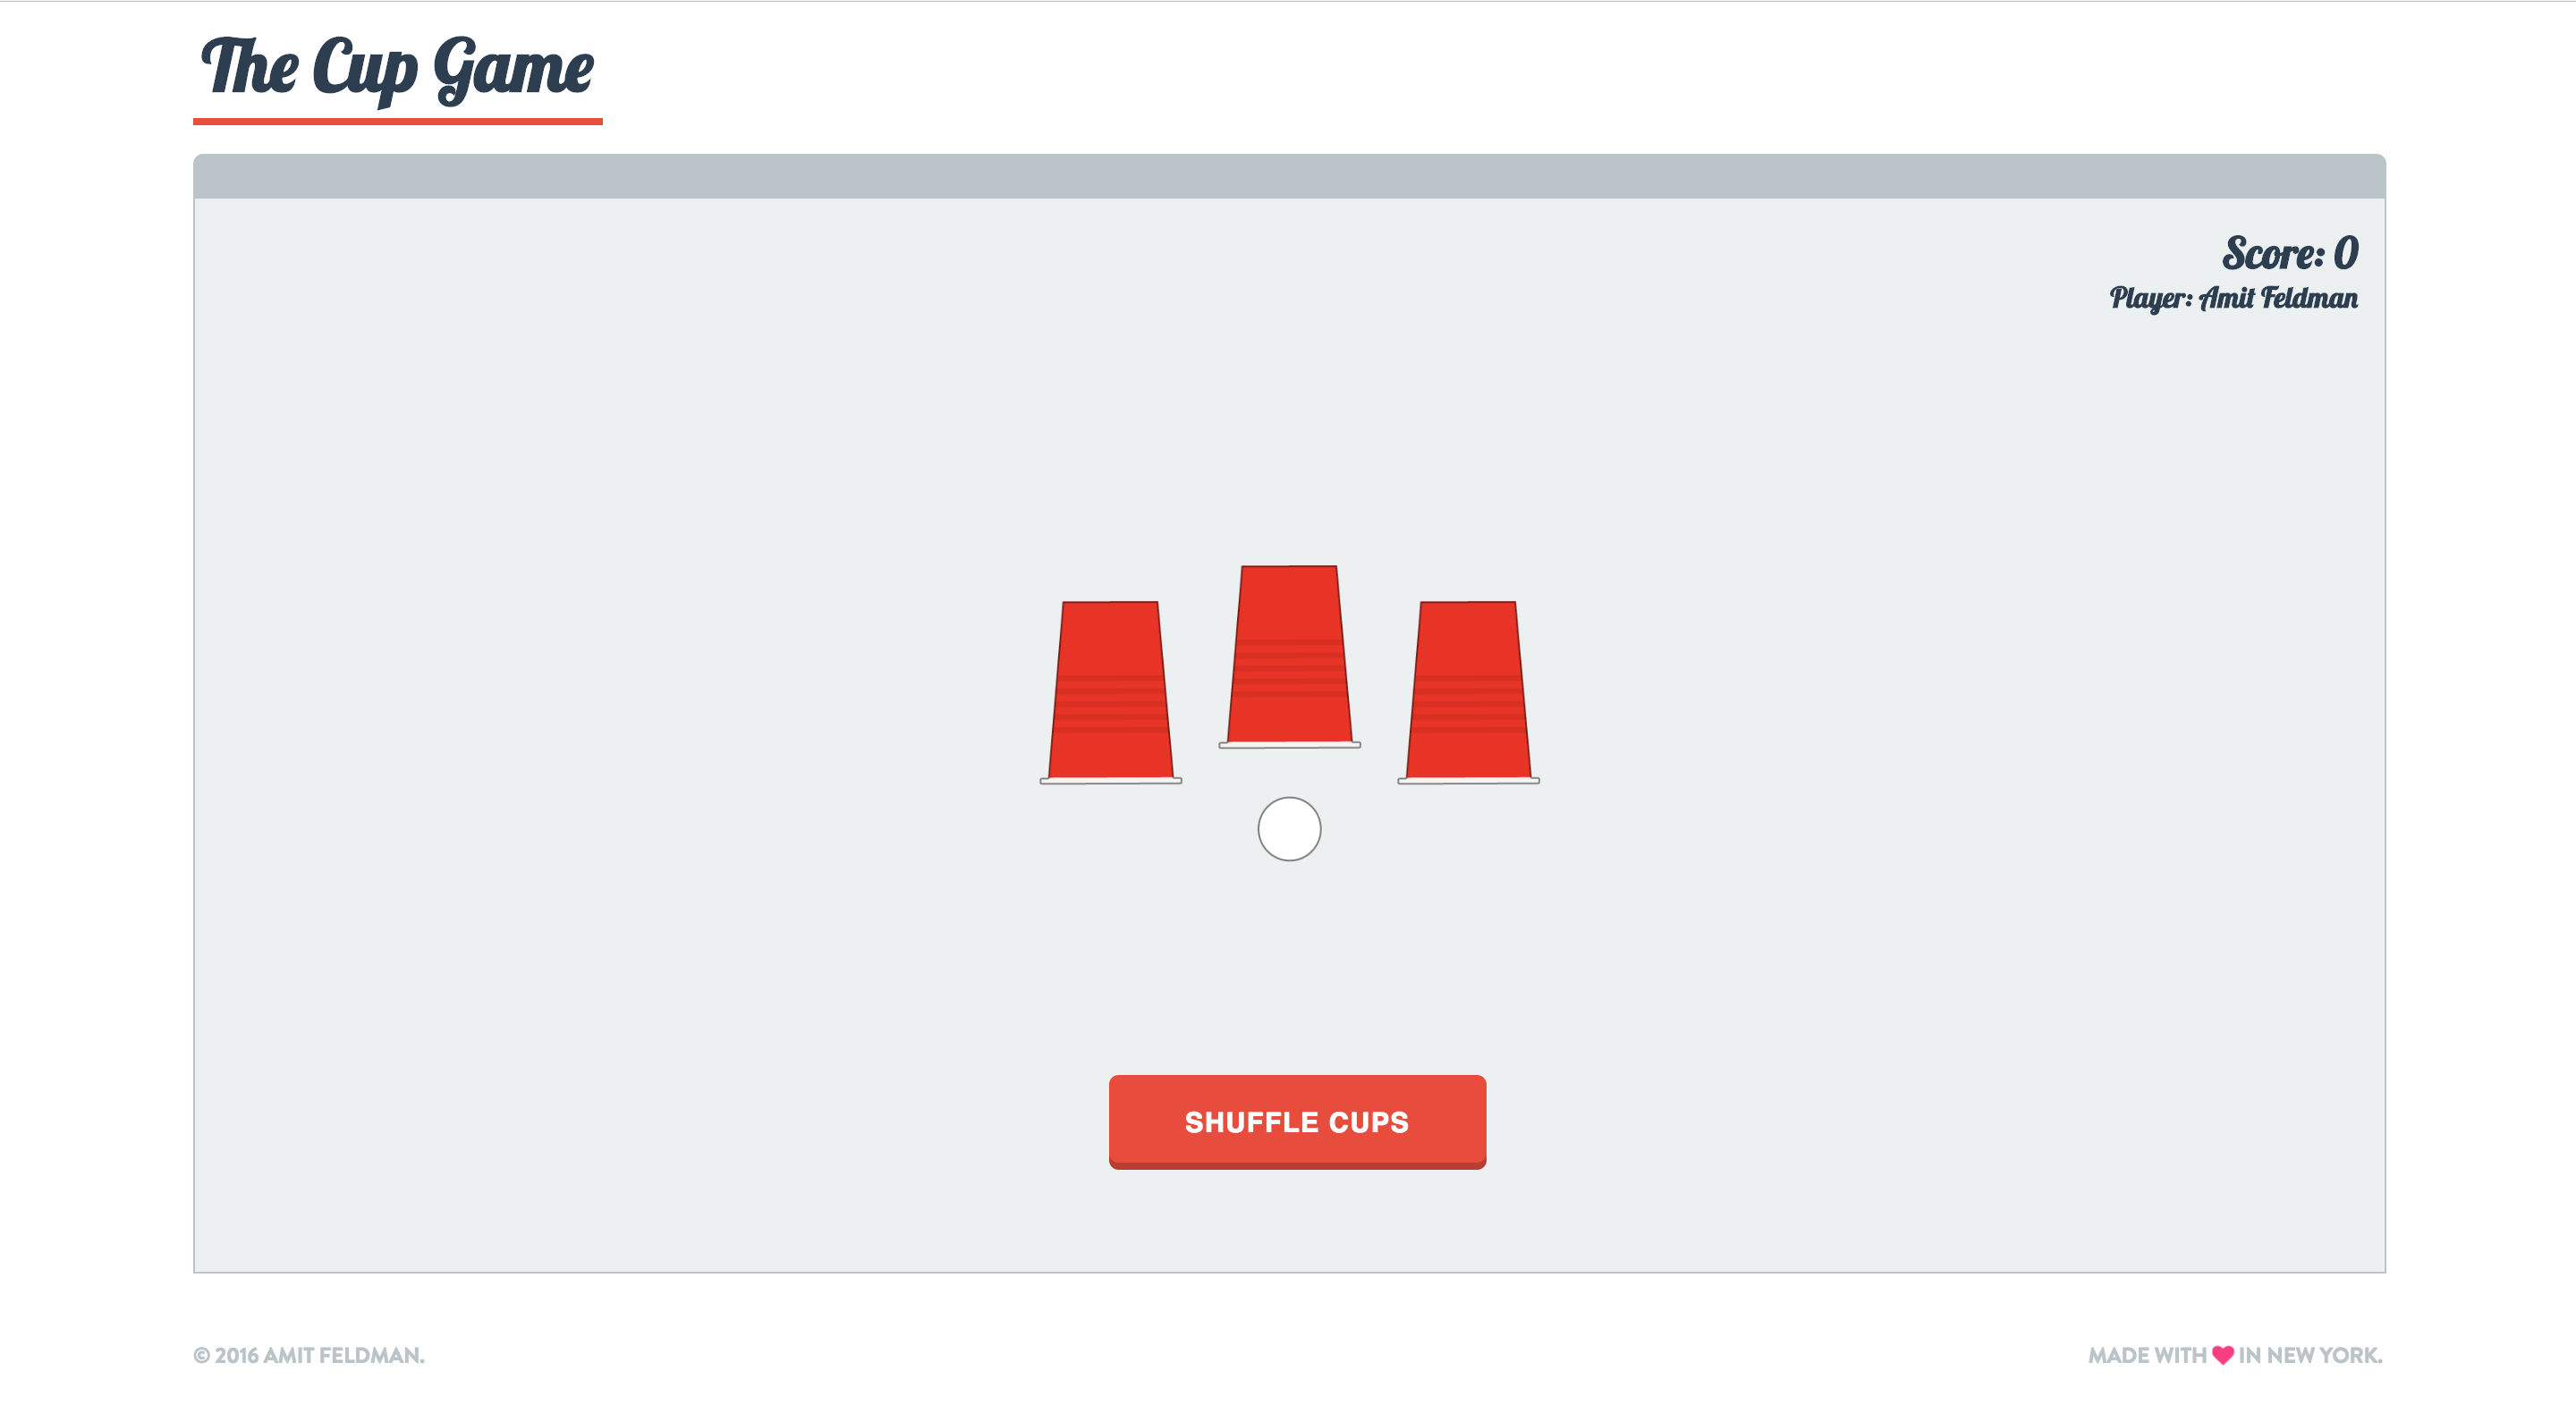 The Cup Game
Score: 0
Player: Amit Feldman
SHUFFLE CUPS
© 2016 AMIT FELDMAN.
MADE WITH ❤ IN NEW YORK.